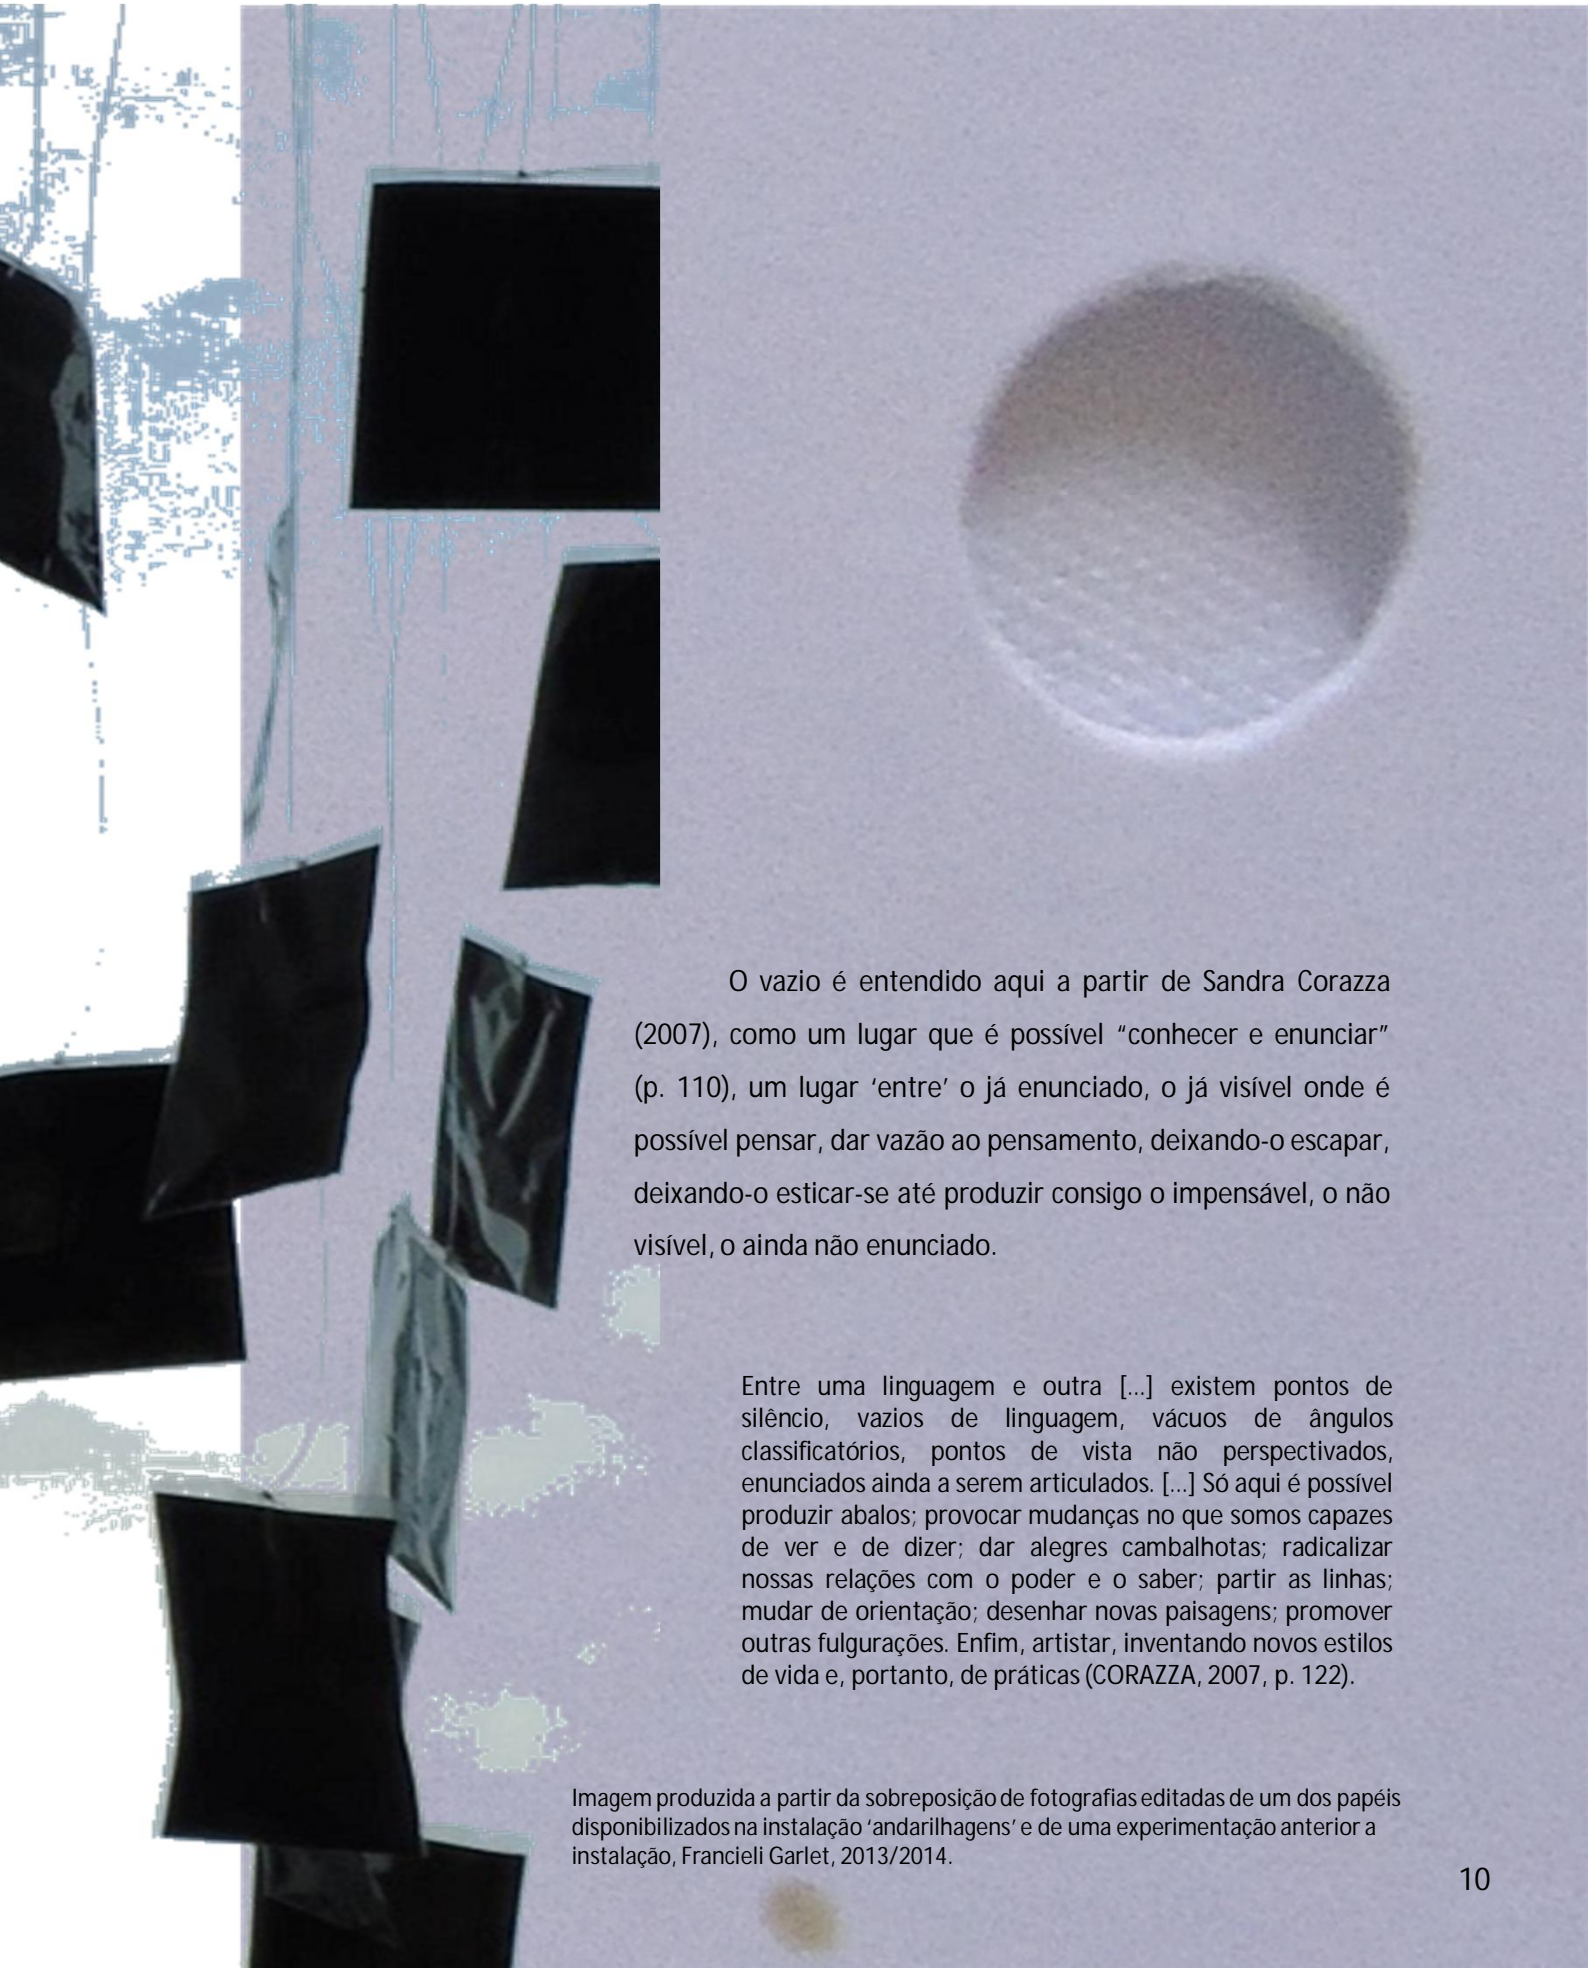 O vazio é entendido aqui a partir de Sandra Corazza
(2007), como um lugar que é possível “conhecer e enunciar”
(p. 110), um lugar ‘entre’ o já enunciado, o já visível onde é
possível pensar, dar vazão ao pensamento, deixando-o escapar,
deixando-o esticar-se até produzir consigo o impensável, o não
visível, o ainda não enunciado.
Entre uma linguagem e outra [...] existem pontos de
silêncio, vazios de linguagem, vácuos de ângulos
classificatórios, pontos de vista não perspectivados,
enunciados ainda a serem articulados. [...] Só aqui é possível
produzir abalos; provocar mudanças no que somos capazes
de ver e de dizer; dar alegres cambalhotas; radicalizar
nossas relações com o poder e o saber; partir as linhas;
mudar de orientação; desenhar novas paisagens; promover
outras fulgurações. Enfim, artistar, inventando novos estilos
de vida e, portanto, de práticas (CORAZZA, 2007, p. 122).
Imagem produzida a partir da sobreposição de fotografias editadas de um dos papéis
disponibilizados na instalação ‘andarilhagens’ e de uma experimentação anterior a
instalação, Francieli Garlet, 2013/2014.
10